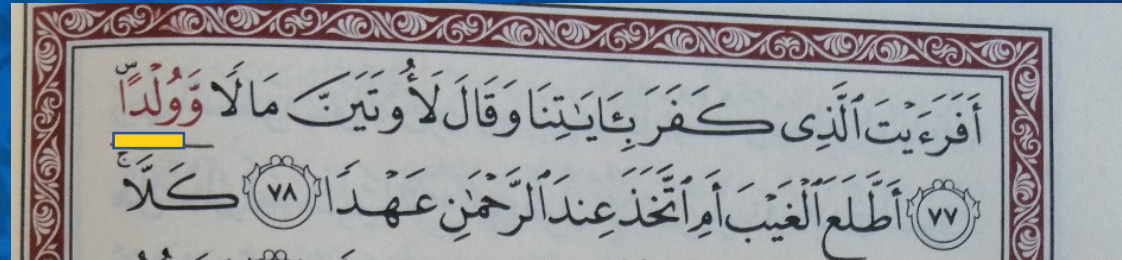 أَفَرَءَيْتَ ٱلَّذِى كَفَرَ بِـَٔايَـٰتِنَا وَقَالَ لَأُوتَيَنَّ مَالًا وَوُلْدًا
٧٧ أَطَّلَعَ ٱلْغَيْبَ أَمِ ٱتَّخَذَ عِندَ ٱلرَّحْمَـٰنِ عَهْدًا ٧٨ كَلَّا